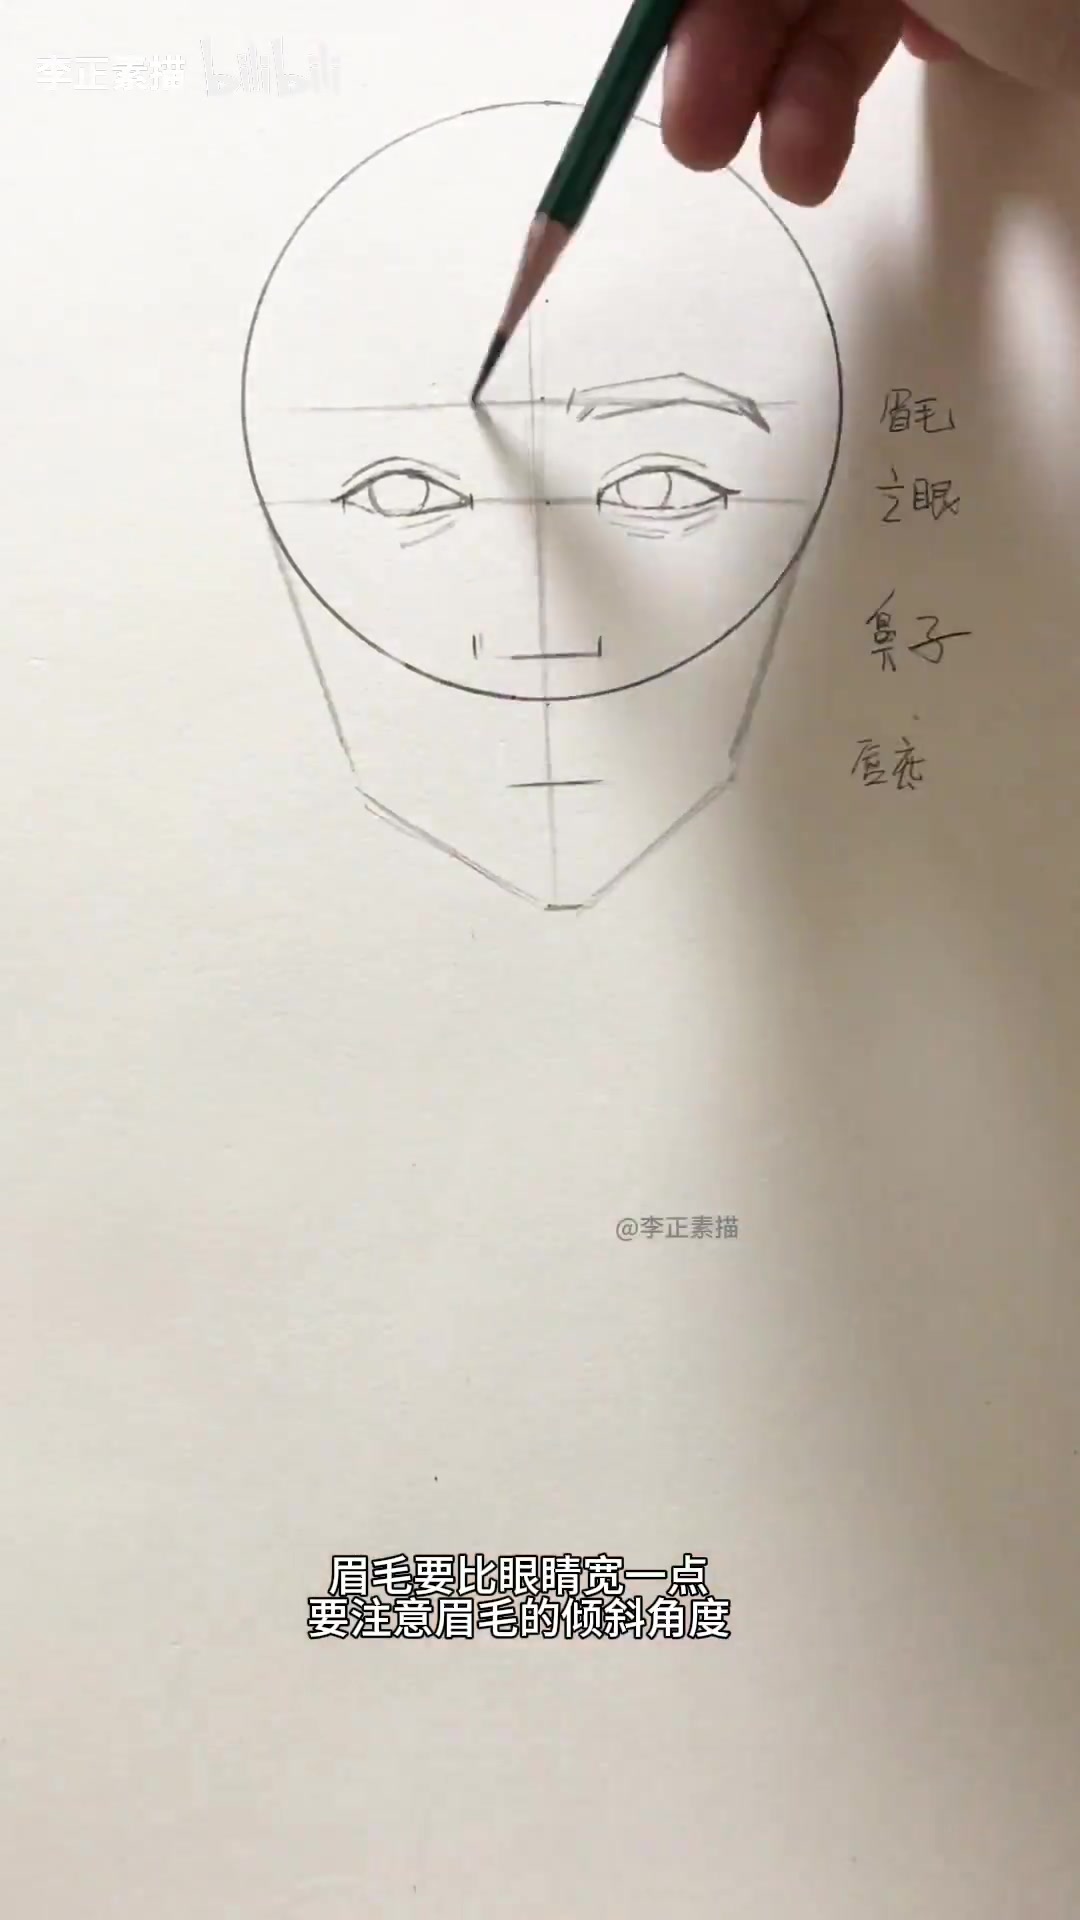 李正素描 bilibili
眉毛
立眼
鼻子
唇底
@李正素描
眉毛要比眼睛宽一点
要注意眉毛的倾斜角度